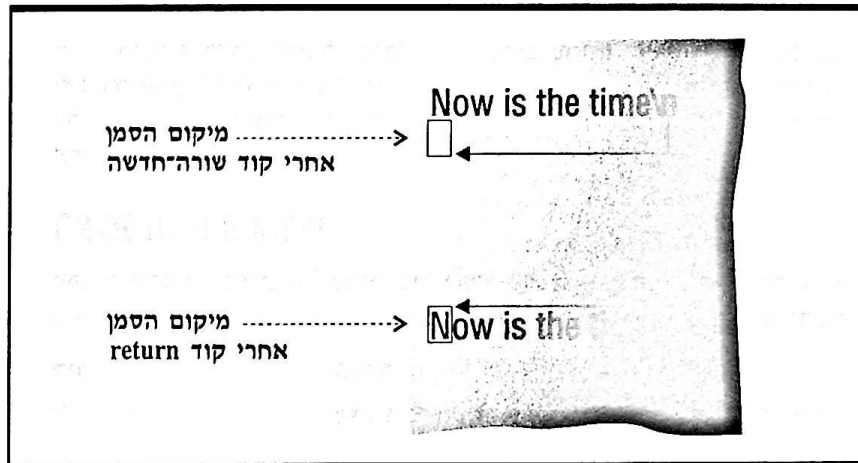 Now is the time\n
מיקום הסמן
אחרי קוד שורה־חדשה
מיקום הסמן
אחרי קוד return
Now is the